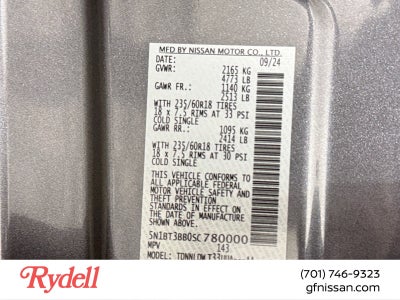 MFD BY NISSAN MOTOR CO., LTD.
DATE: 09/24
GVWR: 2165 KG
4773 LB
GAWR FR.: 1140 KG
2513 LB
WITH 235/60R18 TIRES
18 x 7.5 RIMS AT 33 PSI
COLD SINGLE
GAWR RR.: 1095 KG
2414 LB
WITH 235/60R18 TIRES
18 x 7.5 RIMS AT 30 PSI
COLD SINGLE
THIS VEHICLE CONFORMS TO ALL
APPLICABLE U.S. FEDERAL
MOTOR VEHICLE SAFETY AND
THEFT PREVENTION
STANDARDS IN EFFECT ON THE
DATE OF MANUFACTURE
SHOWN ABOVE.
5N1BT3BB0SC780000
MPV 143
MODEL:
Rydell
(701) 746-9323
gfnissan.com